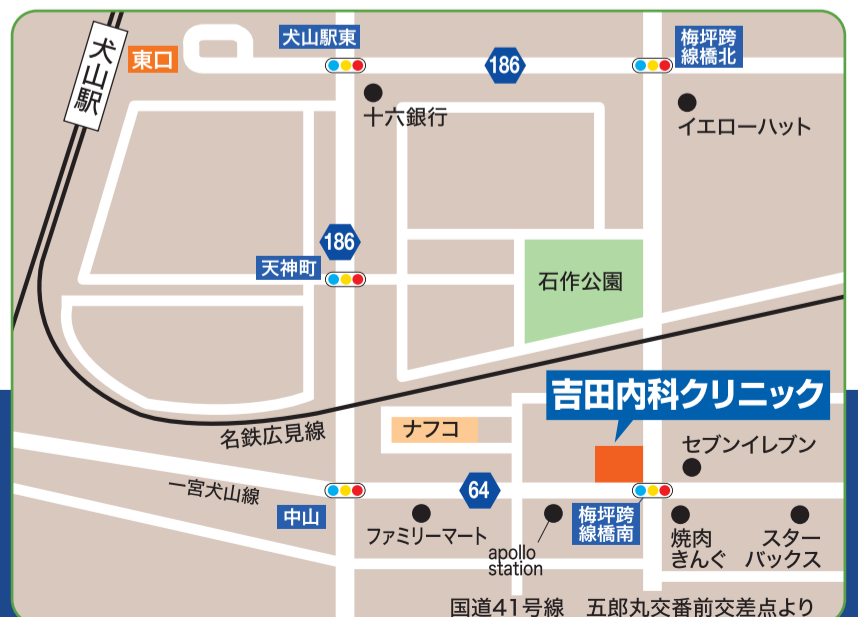 犬山駅
東口
犬山駅東
186
梅坪跨
線橋北
十六銀行
イエローハット
186
天神町
石作公園
吉田内科クリニック
ナフコ
名鉄広見線
セブンイレブン
一宮犬山線
64
中山
ファミリーマート
apollo
station
梅坪跨
線橋南
焼肉
きんぐ
スター
バックス
国道41号線 五郎丸交番前交差点より